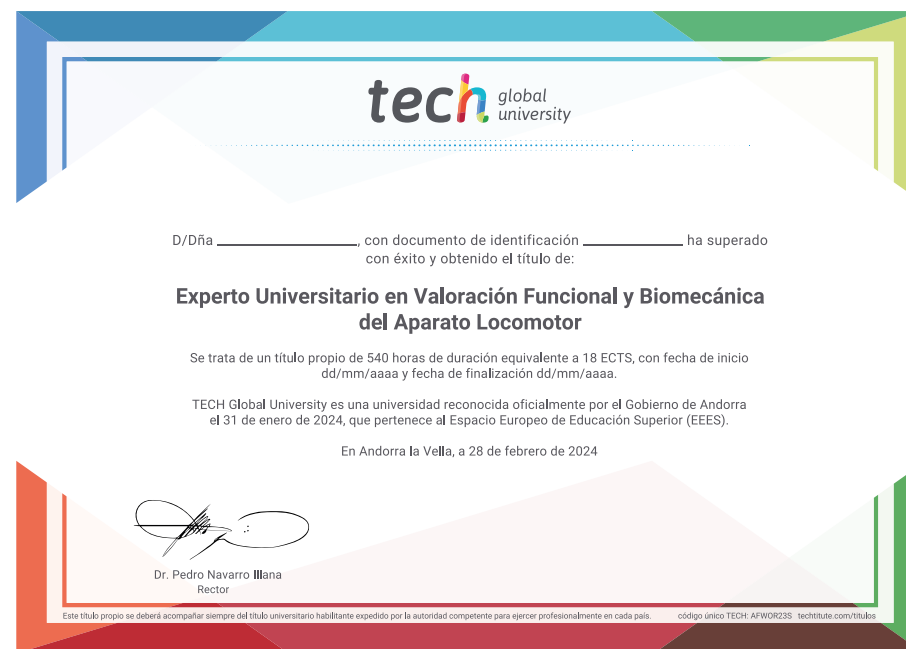 tech global university
D/Dña ____________________, con documento de identificación ______________ ha superado
con éxito y obtenido el título de:
Experto Universitario en Valoración Funcional y Biomecánica
del Aparato Locomotor
Se trata de un título propio de 540 horas de duración equivalente a 18 ECTS, con fecha de inicio
dd/mm/aaaa y fecha de finalización dd/mm/aaaa.
TECH Global University es una universidad reconocida oficialmente por el Gobierno de Andorra
el 31 de enero de 2024, que pertenece al Espacio Europeo de Educación Superior (EEES).
En Andorra la Vella, a 28 de febrero de 2024
Dr. Pedro Navarro Illana
Rector
Este título propio se deberá acompañar siempre del título universitario habilitante expedido por la autoridad competente para ejercer profesionalmente en cada país. código único TECH: AFWOR23S techtitute.com/titulos